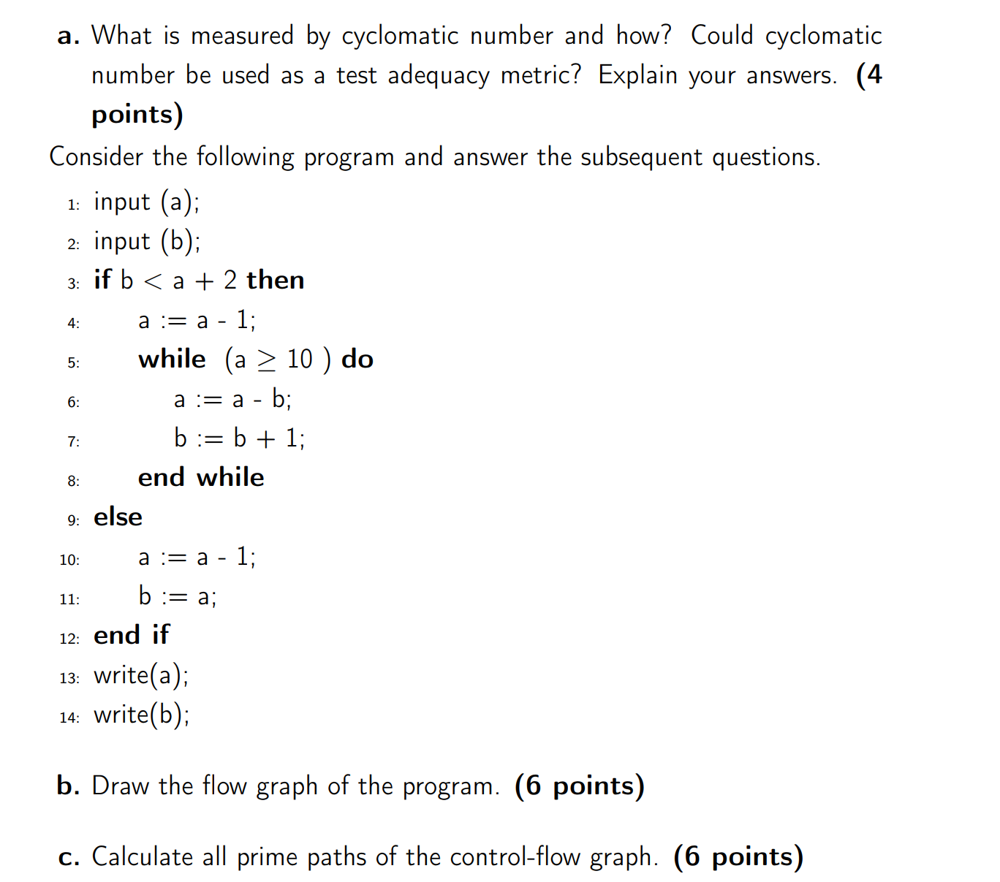 a. What is measured by cyclomatic number and how? Could cyclomatic
number be used as a test adequacy metric? Explain your answers. (4
points)
Consider the following program and answer the subsequent questions.
1: input (a);
2: input (b);
3: if b < a + 2 then
4: a := a - 1;
5: while (a ≥ 10 ) do
6: a := a - b;
7: b := b + 1;
8: end while
9: else
10: a := a - 1;
11: b := a;
12: end if
13: write(a);
14: write(b);
b. Draw the flow graph of the program. (6 points)
c. Calculate all prime paths of the control-flow graph. (6 points)